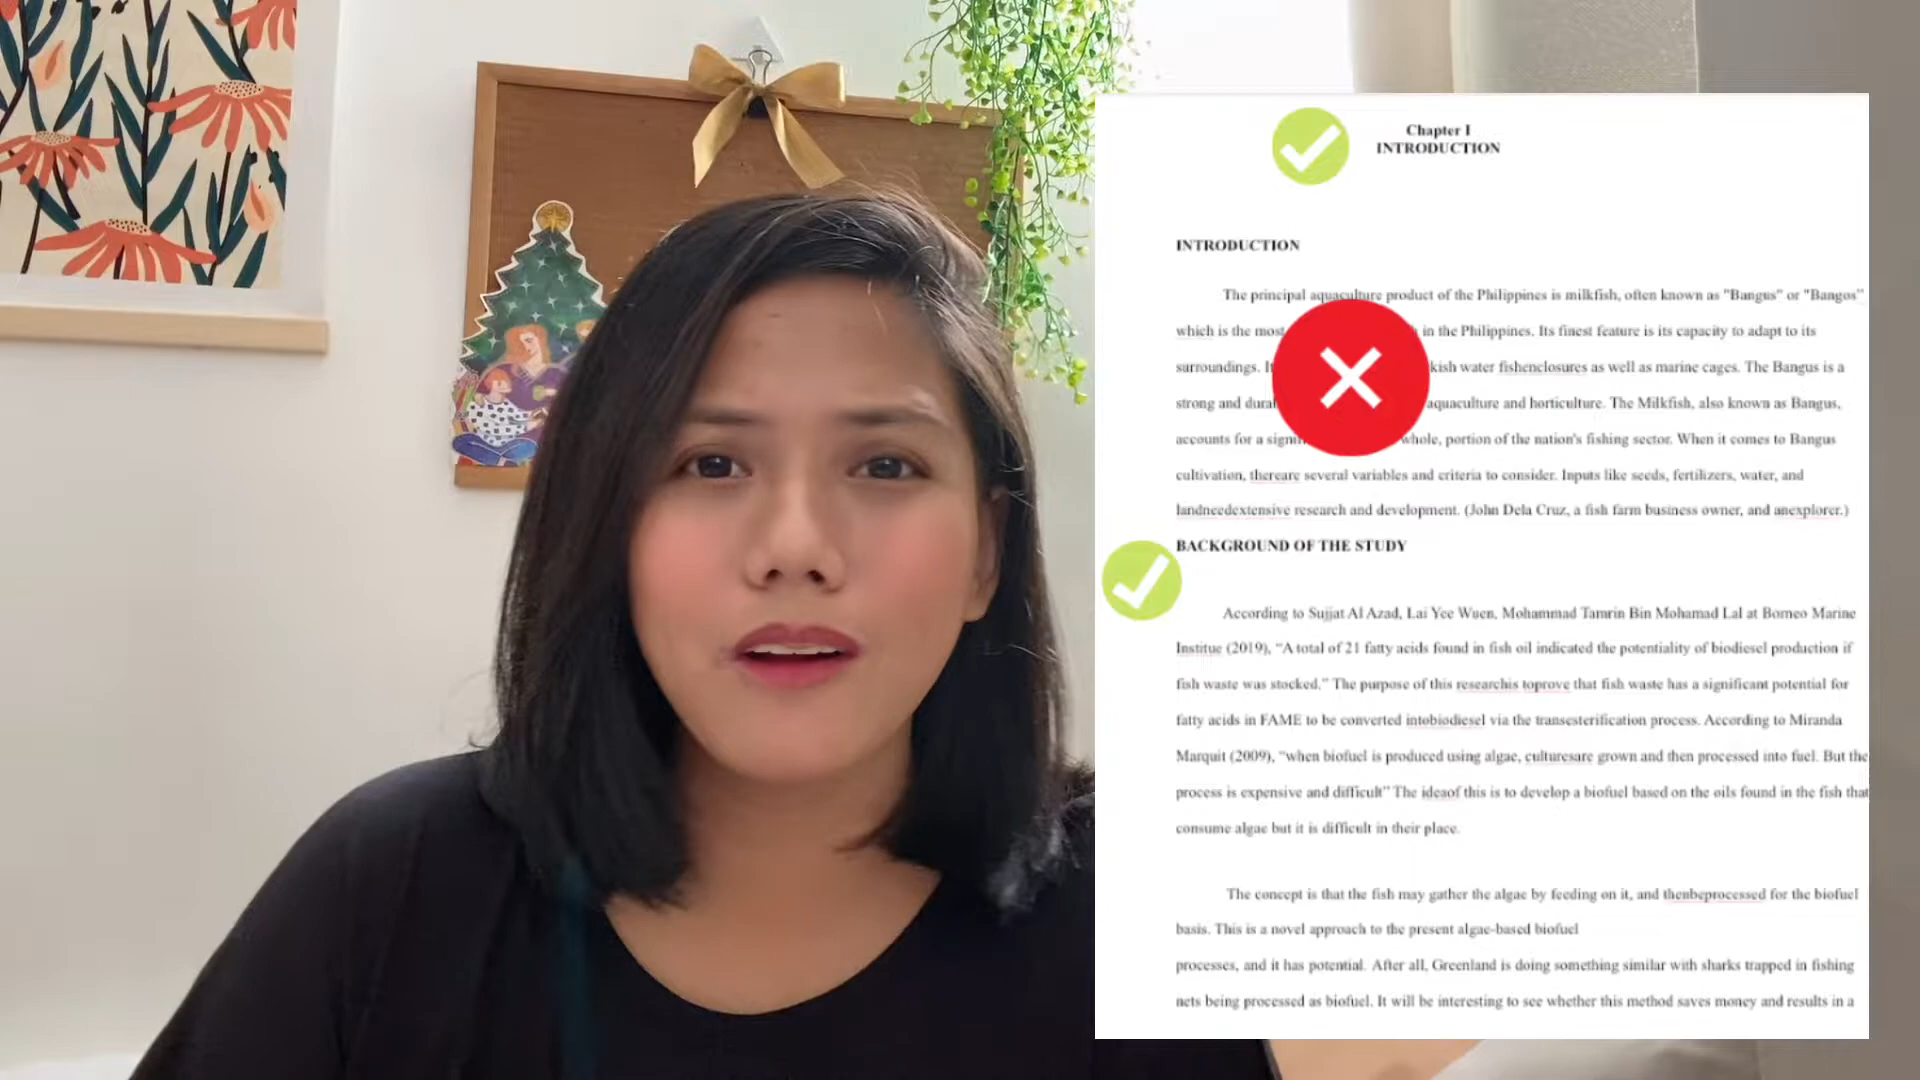 Chapter I
INTRODUCTION
INTRODUCTION
The principal aquaculture product of the Philippines is milkfish, often known as "Bangus" or "Bangos"
which is the most in the Philippines. Its finest feature is its capacity to adapt to its
surroundings. It kish water fishenclosures as well as marine cages. The Bangus is a
strong and dural aquaculture and horticulture. The Milkfish, also known as Bangus,
accounts for a signi whole, portion of the nation's fishing sector. When it comes to Bangus
cultivation, thereare several variables and criteria to consider. Inputs like seeds, fertilizers, water, and
landneedextensive research and development. (John Dela Cruz, a fish farm business owner, and anexplorer.)
BACKGROUND OF THE STUDY
According to Sujjat Al Azad, Lai Yee Wuen, Mohammad Tamrin Bin Mohamad Lal at Borneo Marine
Institue (2019), “A total of 21 fatty acids found in fish oil indicated the potentiality of biodiesel production if
fish waste was stocked.” The purpose of this researchis toprove that fish waste has a significant potential for
fatty acids in FAME to be converted intobiodiesel via the transesterification process. According to Miranda
Marquit (2009), “when biofuel is produced using algae, culturesare grown and then processed into fuel. But the
process is expensive and difficult” The ideaof this is to develop a biofuel based on the oils found in the fish that
consume algae but it is difficult in their place.
The concept is that the fish may gather the algae by feeding on it, and thenbeprocessed for the biofuel
basis. This is a novel approach to the present algae-based biofuel
processes, and it has potential. After all, Greenland is doing something similar with sharks trapped in fishing
nets being processed as biofuel. It will be interesting to see whether this method saves money and results in a